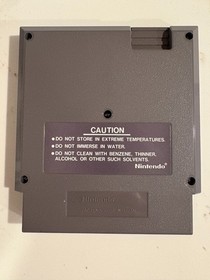 CAUTION
● DO NOT STORE IN EXTREME TEMPERATURES.
● DO NOT IMMERSE IN WATER.
● DO NOT CLEAN WITH BENZENE, THINNER,
ALCOHOL OR OTHER SUCH SOLVENTS.
Nintendo